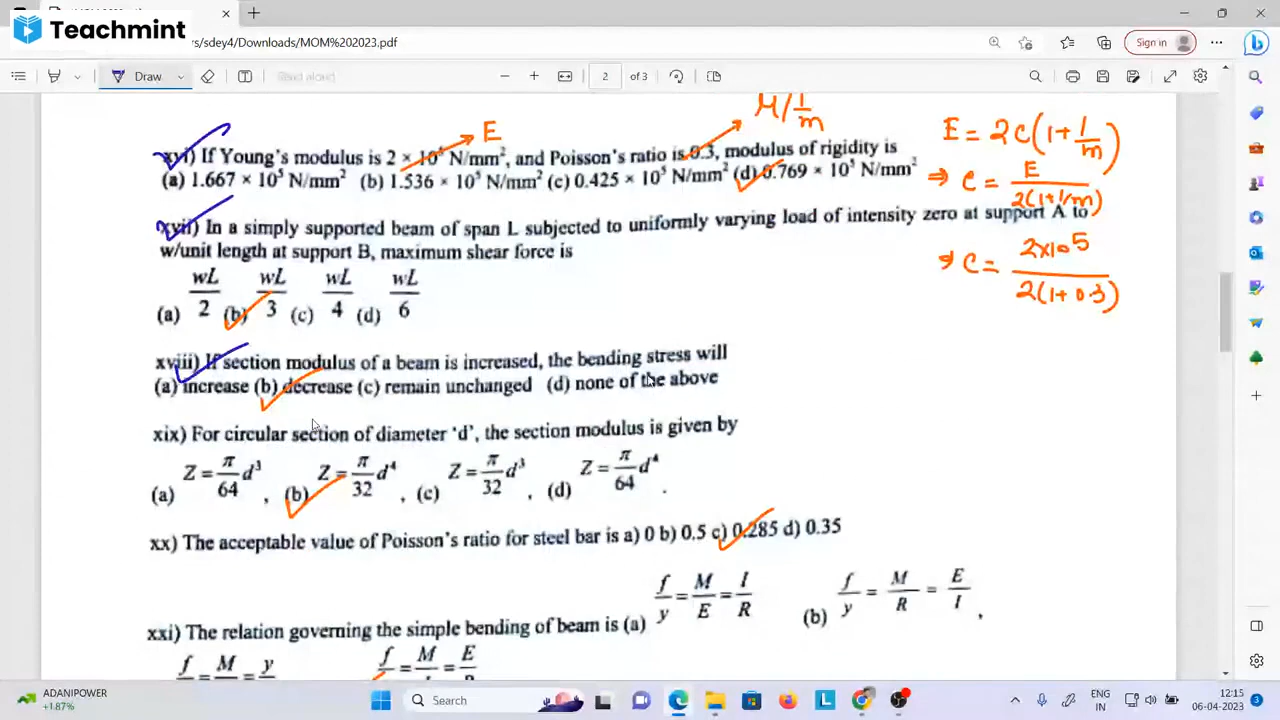 Teachmint
rs/sdey4/Downloads/MOM%202023.pdf
Sign in
Draw
Read aloud
2 of 3
E
μ/1/m
E = 2C(1+1/m)
⇒ C = E / 2(1+1/m)
⇒ C = 2×10 5 / 2(1+0.3)
xvi) If Young's modulus is 2 × 10⁵ N/mm², and Poisson's ratio is 0.3, modulus of rigidity is
(a) 1.667 × 10⁵ N/mm² (b) 1.536 × 10⁵ N/mm² (c) 0.425 × 10⁵ N/mm² (d) 0.769 × 10⁵ N/mm²
xvii) In a simply supported beam of span L subjected to uniformly varying load of intensity zero at support A to
w/unit length at support B, maximum shear force is
(a) wL/2 (b) wL/3 (c) wL/4 (d) wL/6
xviii) If section modulus of a beam is increased, the bending stress will
(a) increase (b) decrease (c) remain unchanged (d) none of the above
xix) For circular section of diameter 'd', the section modulus is given by
(a) Z = π/64 d³ , (b) Z = π/32 d⁴ , (c) Z = π/32 d³ , (d) Z = π/64 d⁴ .
xx) The acceptable value of Poisson's ratio for steel bar is a) 0 b) 0.5 c) 0.285 d) 0.35
xxi) The relation governing the simple bending of beam is (a) f/y = M/E = I/R (b) f/y = M/R = E/I ,
f = M = y
f = M = E
ADANIPOWER
+1.87%
Search
ENG
IN
12:15
06-04-2023